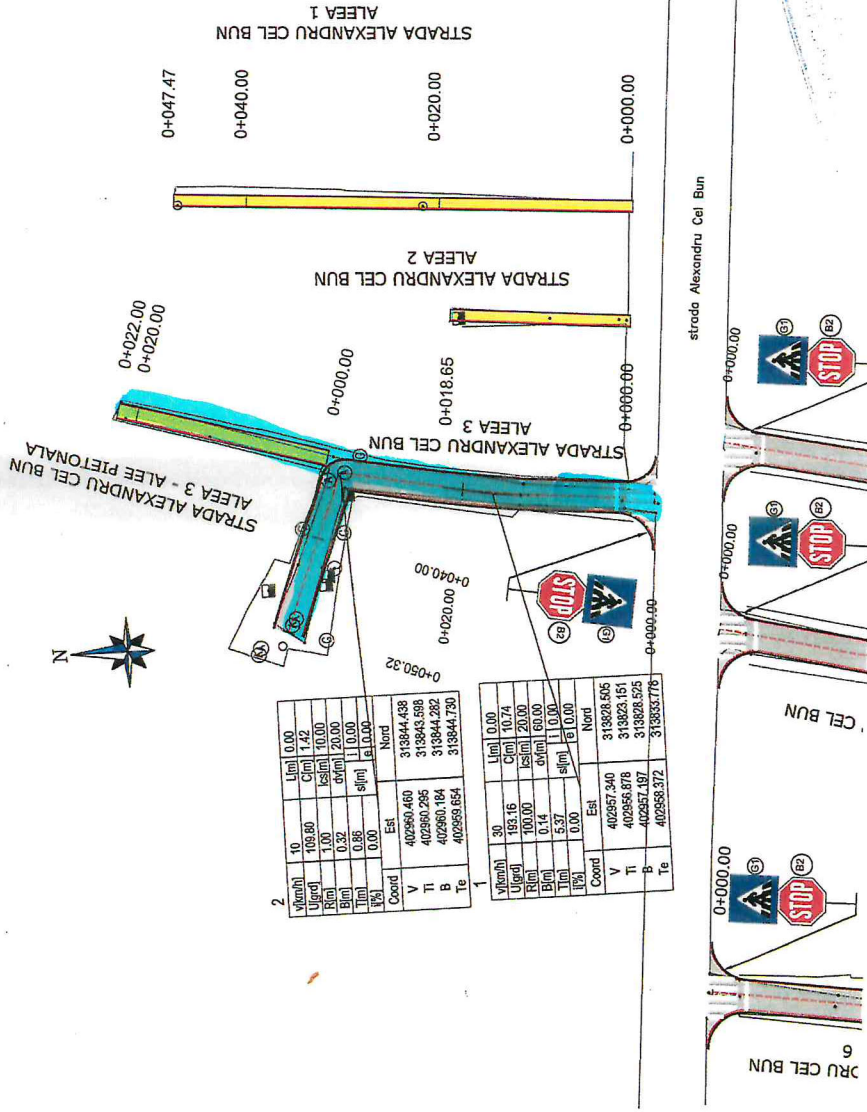 STRADA ALEXANDRU CEL BUN
ALEEA 1
0+047.47
0+040.00
0+020.00
0+000.00
STRADA ALEXANDRU CEL BUN
ALEEA 2
0+022.00
0+020.00
0+000.00
0+018.65
0+000.00
STRADA ALEXANDRU CEL BUN
ALEEA 3
STRADA ALEXANDRU CEL BUN
ALEEA 3 - ALEE PIETONALA
N
0+040.00
0+020.00
0+050.32
0+000.00
STOP
B2
G1
strada Alexandru Cel Bun
2
v[km/h] 10 L[m] 0.00
U[grd] 109.80 C[m] 1.42
R[m] 1.00 lcs[m] 10.00
B[m] 0.32 dv[m] 20.00
T[m] 0.86 sl[m] i 0.00
i[%] 0.00 e 0.00
Coord Est Nord
V 402960.460 313844.438
Ti 402960.295 313843.598
B 402960.184 313844.282
Te 402959.654 313844.730
1
v[km/h] 30 L[m] 0.00
U[grd] 193.16 C[m] 10.74
R[m] 100.00 lcs[m] 20.00
B[m] 0.14 dv[m] 60.00
T[m] 5.37 sl[m] i 0.00
i[%] 0.00 e 0.00
Coord Est Nord
V 402957.340 313828.505
Ti 402956.878 313823.151
B 402957.197 313828.525
Te 402958.372 313833.778
0+000.00
G1
STOP
B2
0+000.00
G1
STOP
B2
0+000.00
G1
STOP
B2
CEL BUN
DRU CEL BUN
6